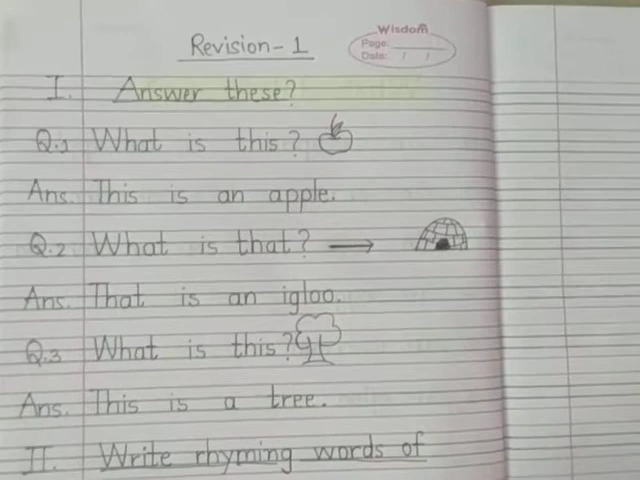 Wisdom
Page:
Date: / /
Revision-1
I. Answer these?
Q.1 What is this?
Ans. This is an apple.
Q.2 What is that? →
Ans. That is an igloo.
Q.3 What is this?
Ans. This is a tree.
II. Write rhyming words of